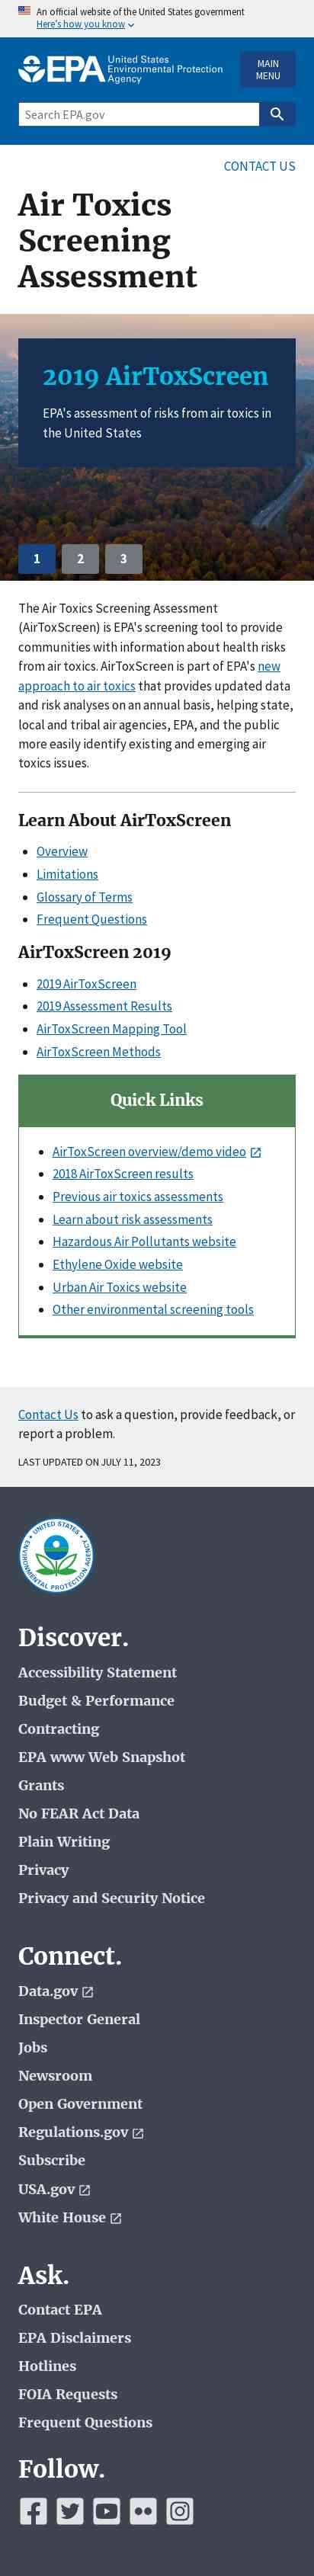 An official website of the United States government
Here's how you know
EPA United States
Environmental Protection
Agency
MAIN
MENU
Search EPA.gov
CONTACT US
Air Toxics
Screening
Assessment
2019 AirToxScreen
EPA's assessment of risks from air toxics in
the United States
1 2 3
The Air Toxics Screening Assessment
(AirToxScreen) is EPA's screening tool to provide
communities with information about health risks
from air toxics. AirToxScreen is part of EPA's new
approach to air toxics that provides updated data
and risk analyses on an annual basis, helping state,
local and tribal air agencies, EPA, and the public
more easily identify existing and emerging air
toxics issues.
Learn About AirToxScreen
Overview
Limitations
Glossary of Terms
Frequent Questions
AirToxScreen 2019
2019 AirToxScreen
2019 Assessment Results
AirToxScreen Mapping Tool
AirToxScreen Methods
Quick Links
AirToxScreen overview/demo video
2018 AirToxScreen results
Previous air toxics assessments
Learn about risk assessments
Hazardous Air Pollutants website
Ethylene Oxide website
Urban Air Toxics website
Other environmental screening tools
Contact Us to ask a question, provide feedback, or
report a problem.
LAST UPDATED ON JULY 11, 2023
UNITED STATES
ENVIRONMENTAL PROTECTION AGENCY
Discover.
Accessibility Statement
Budget & Performance
Contracting
EPA www Web Snapshot
Grants
No FEAR Act Data
Plain Writing
Privacy
Privacy and Security Notice
Connect.
Data.gov
Inspector General
Jobs
Newsroom
Open Government
Regulations.gov
Subscribe
USA.gov
White House
Ask.
Contact EPA
EPA Disclaimers
Hotlines
FOIA Requests
Frequent Questions
Follow.